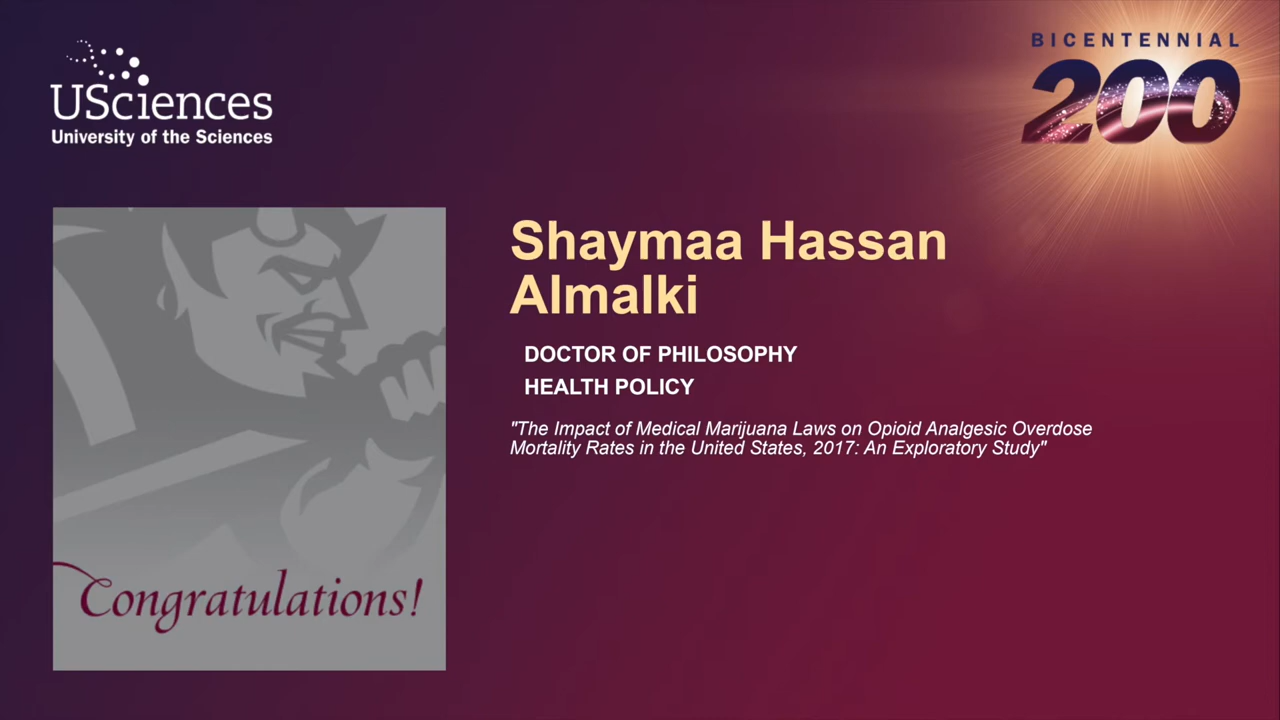 USciences
University of the Sciences
BICENTENNIAL
200
Shaymaa Hassan
Almalki
DOCTOR OF PHILOSOPHY
HEALTH POLICY
"The Impact of Medical Marijuana Laws on Opioid Analgesic Overdose
Mortality Rates in the United States, 2017: An Exploratory Study"
Congratulations!